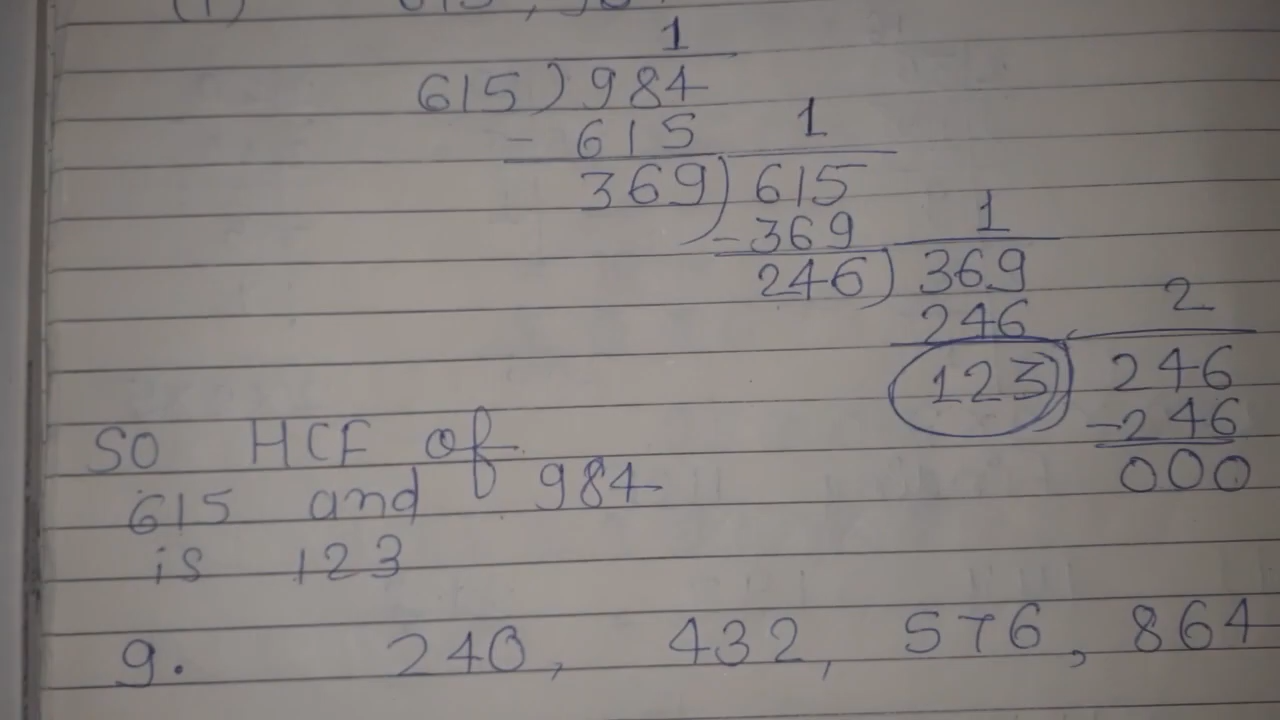 1
615 ) 984
- 615 1
369 ) 615
- 369 1
246 ) 369
246 2
123 ) 246
- 246
000
SO HCF of
615 and 984
is 123
9. 240, 432, 576, 864